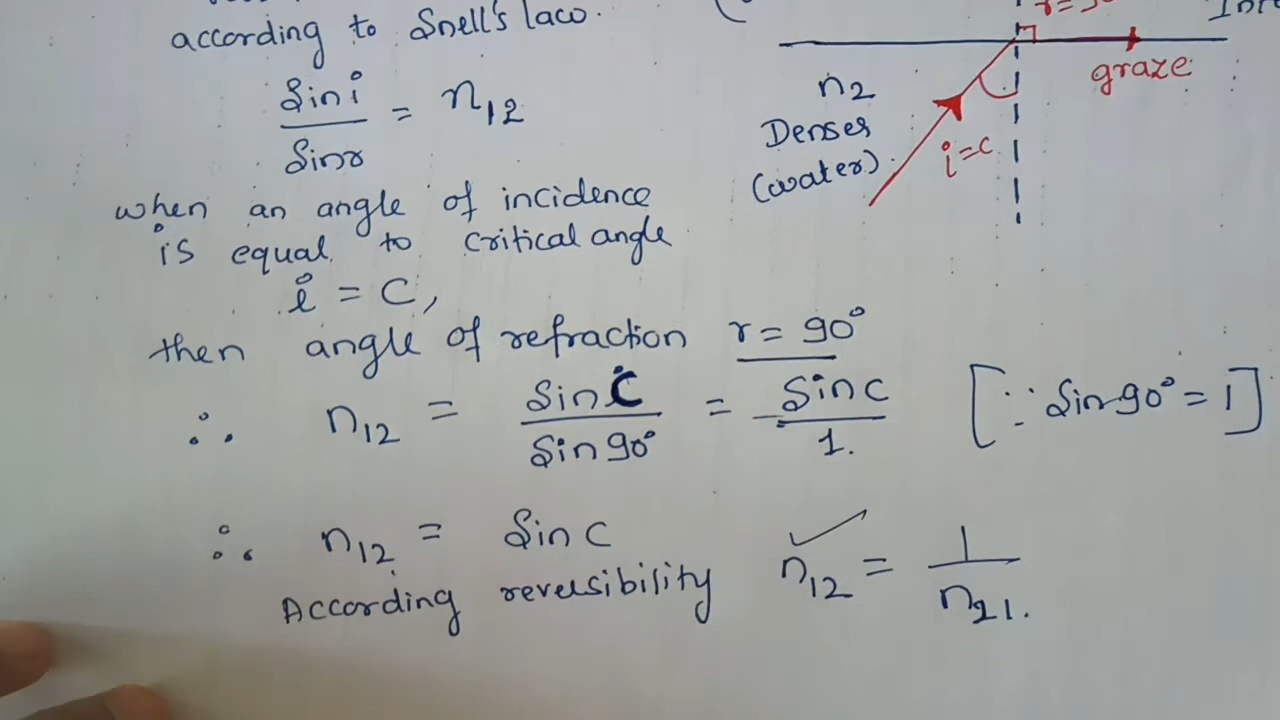 according to Snell's law.
Sin i / Sin r = n12
when an angle of incidence
is equal to critical angle
i = C,
then angle of refraction r = 90°
∴ n12 = Sin C / Sin 90° = Sin C / 1. [∵ Sin 90° = 1]
∴ n12 = Sin C
According reversibility n12 = 1 / n21.
n2
Denser
(water)
i = c
graze